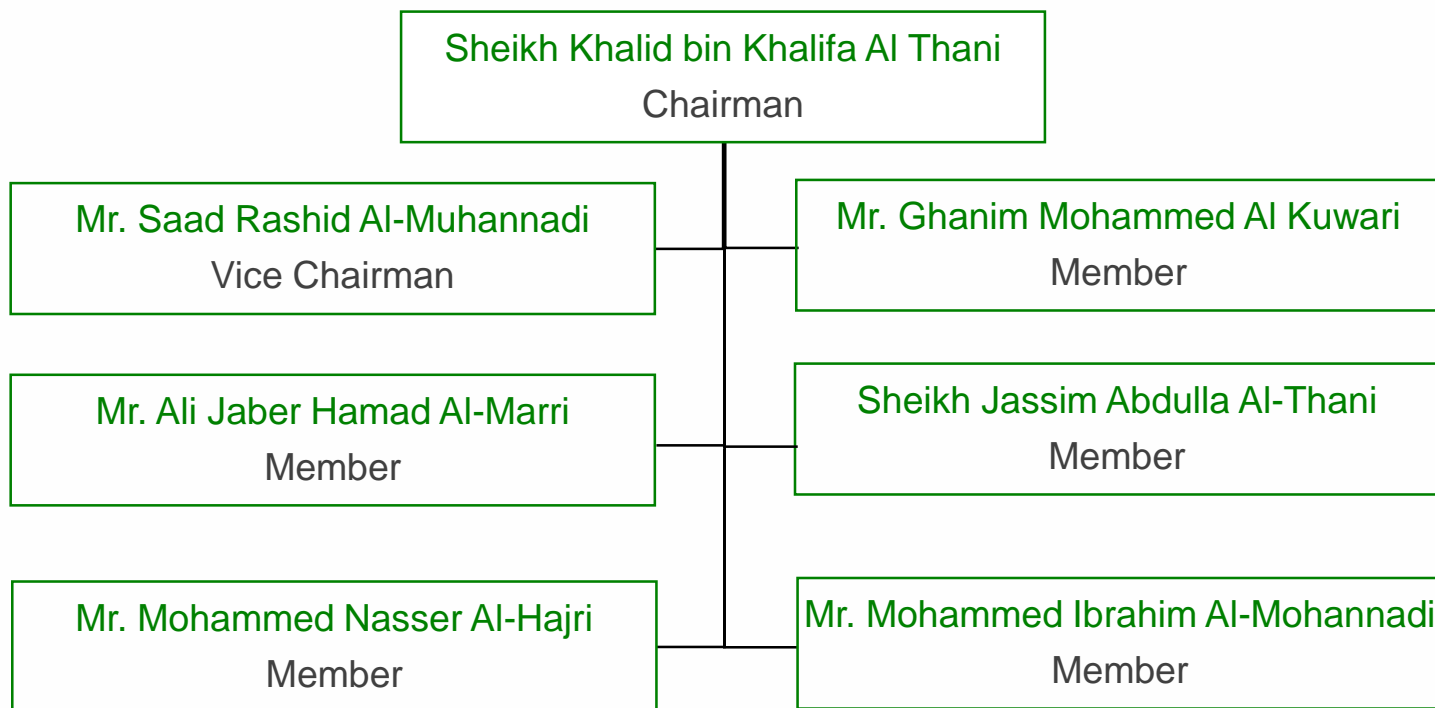 Sheikh Khalid bin Khalifa Al Thani
Chairman
Mr. Saad Rashid Al-Muhannadi
Vice Chairman
Mr. Ghanim Mohammed Al Kuwari
Member
Mr. Ali Jaber Hamad Al-Marri
Member
Sheikh Jassim Abdulla Al-Thani
Member
Mr. Mohammed Nasser Al-Hajri
Member
Mr. Mohammed Ibrahim Al-Mohannadi
Member